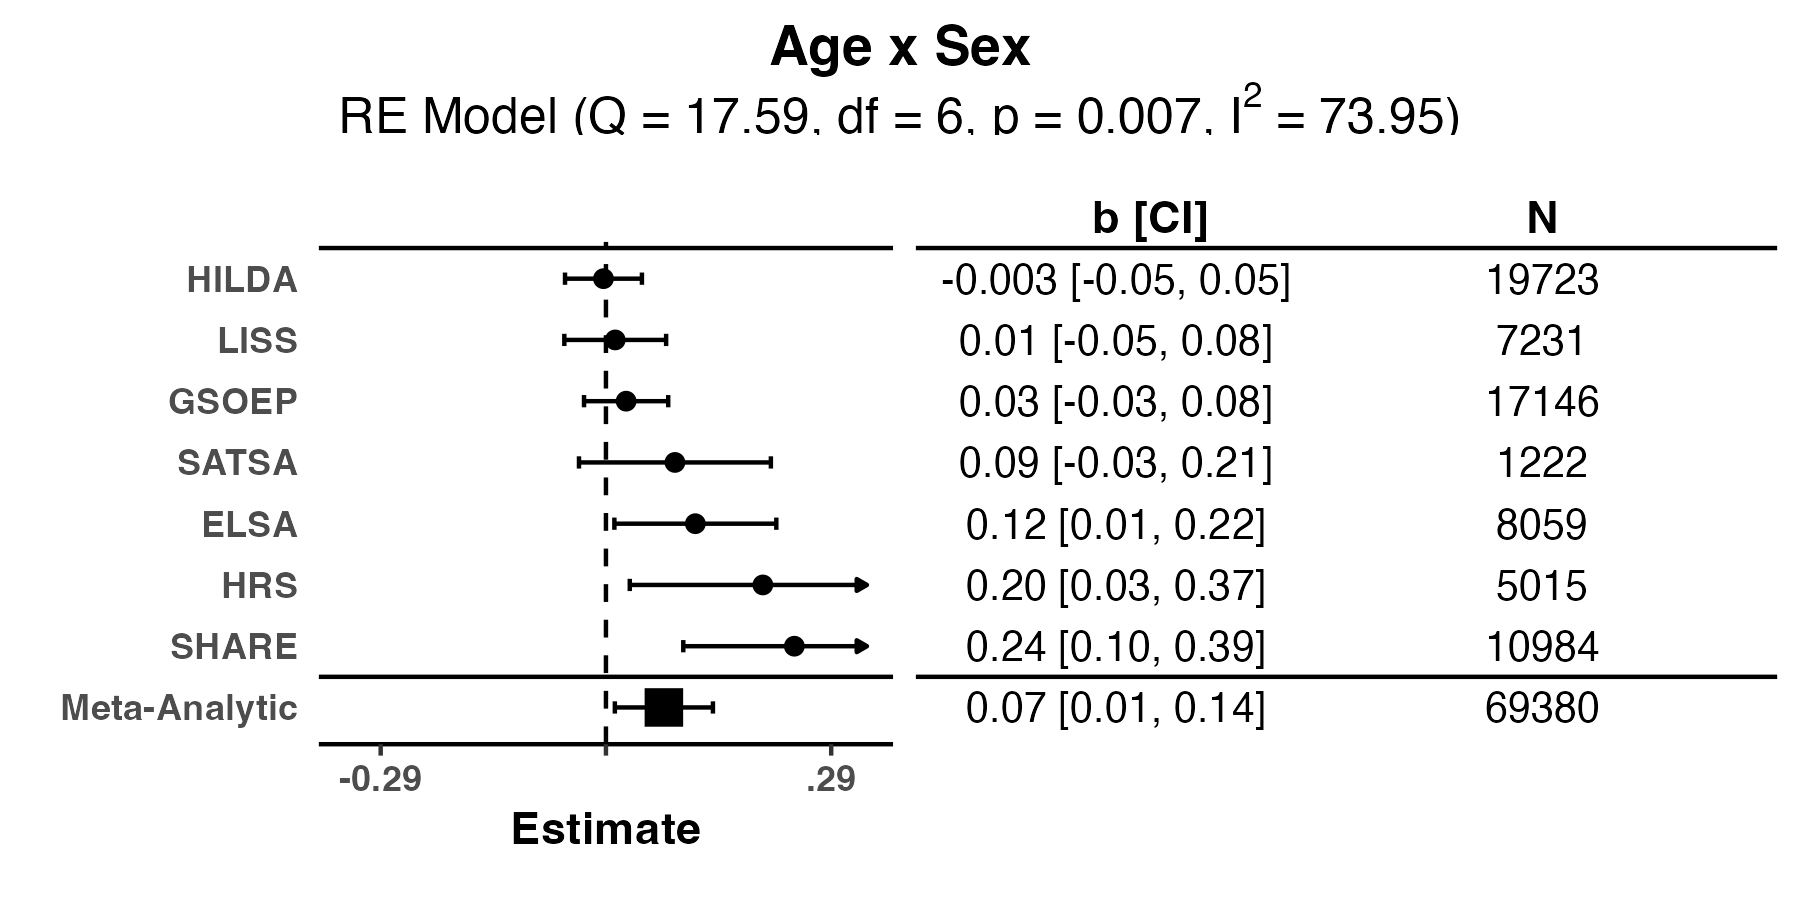 Age x Sex
RE Model (Q = 17.59, df = 6, p = 0.007, I² = 73.95)
b [CI] N
HILDA -0.003 [-0.05, 0.05] 19723
LISS 0.01 [-0.05, 0.08] 7231
GSOEP 0.03 [-0.03, 0.08] 17146
SATSA 0.09 [-0.03, 0.21] 1222
ELSA 0.12 [0.01, 0.22] 8059
HRS 0.20 [0.03, 0.37] 5015
SHARE 0.24 [0.10, 0.39] 10984
Meta-Analytic 0.07 [0.01, 0.14] 69380
-0.29 .29
Estimate